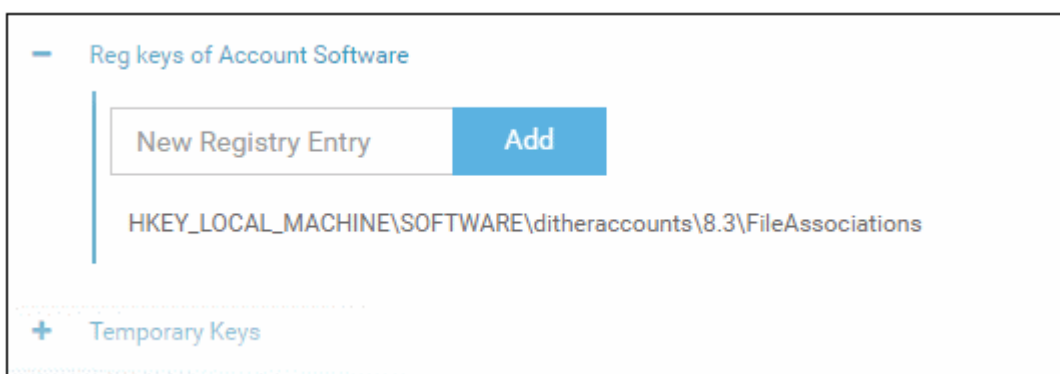 Reg keys of Account Software
New Registry Entry
Add
HKEY_LOCAL_MACHINE\SOFTWARE\ditheraccounts\8.3\FileAssociations
Temporary Keys